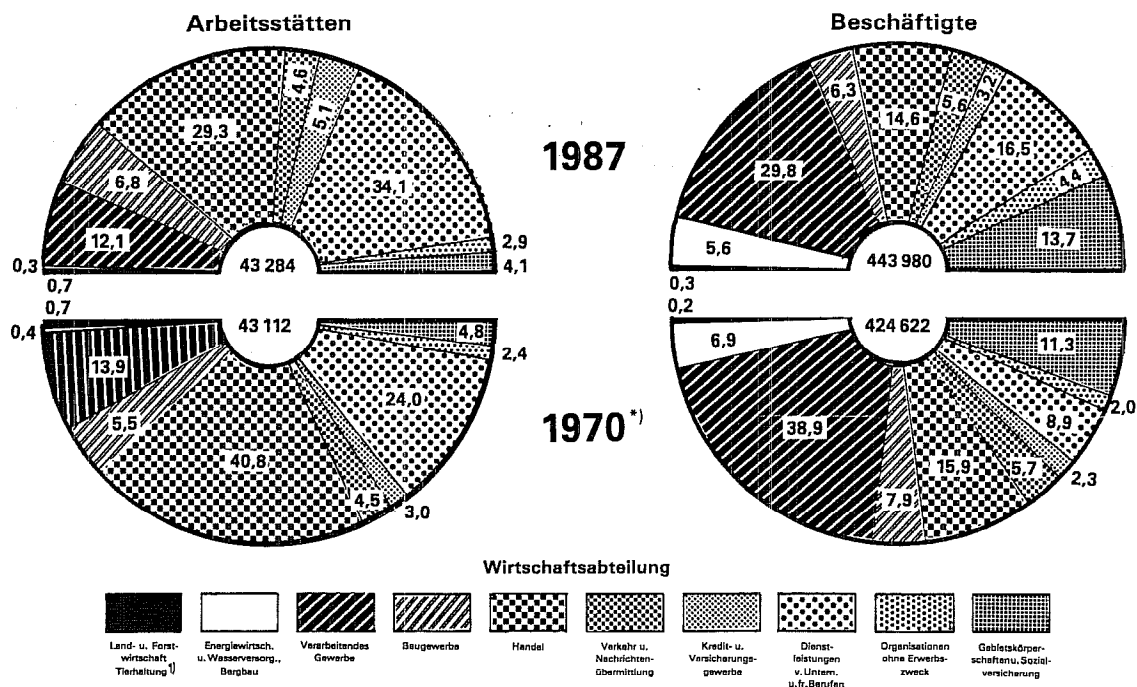 Arbeitsstätten
Beschäftigte
1987
29,3
4,6
5,1
34,1
6,8
12,1
2,9
4,1
0,3
0,7
43 284
6,3
14,6
5,6
3,2
16,5
4,4
29,8
13,7
5,6
0,3
443 980
1970 *)
0,7
0,4
43 112
4,8
2,4
13,9
5,5
24,0
40,8
4,5
3,0
0,2
424 622
6,9
11,3
2,0
38,9
8,9
7,9
15,9
5,7
2,3
Wirtschaftsabteilung
Land- u. Forst-
wirtschaft
Tierhaltung 1)
Energiewirtsch.
u. Wasserversorg.,
Bergbau
Verarbeitendes
Gewerbe
Baugewerbe
Handel
Verkehr u.
Nachrichten-
übermittlung
Kredit- u.
Versicherungs-
gewerbe
Dienst-
leistungen
v. Untern.
u. fr. Berufen
Organisationen
ohne Erwerbs-
zweck
Gebietskörper-
schaften u. Sozial-
versicherung